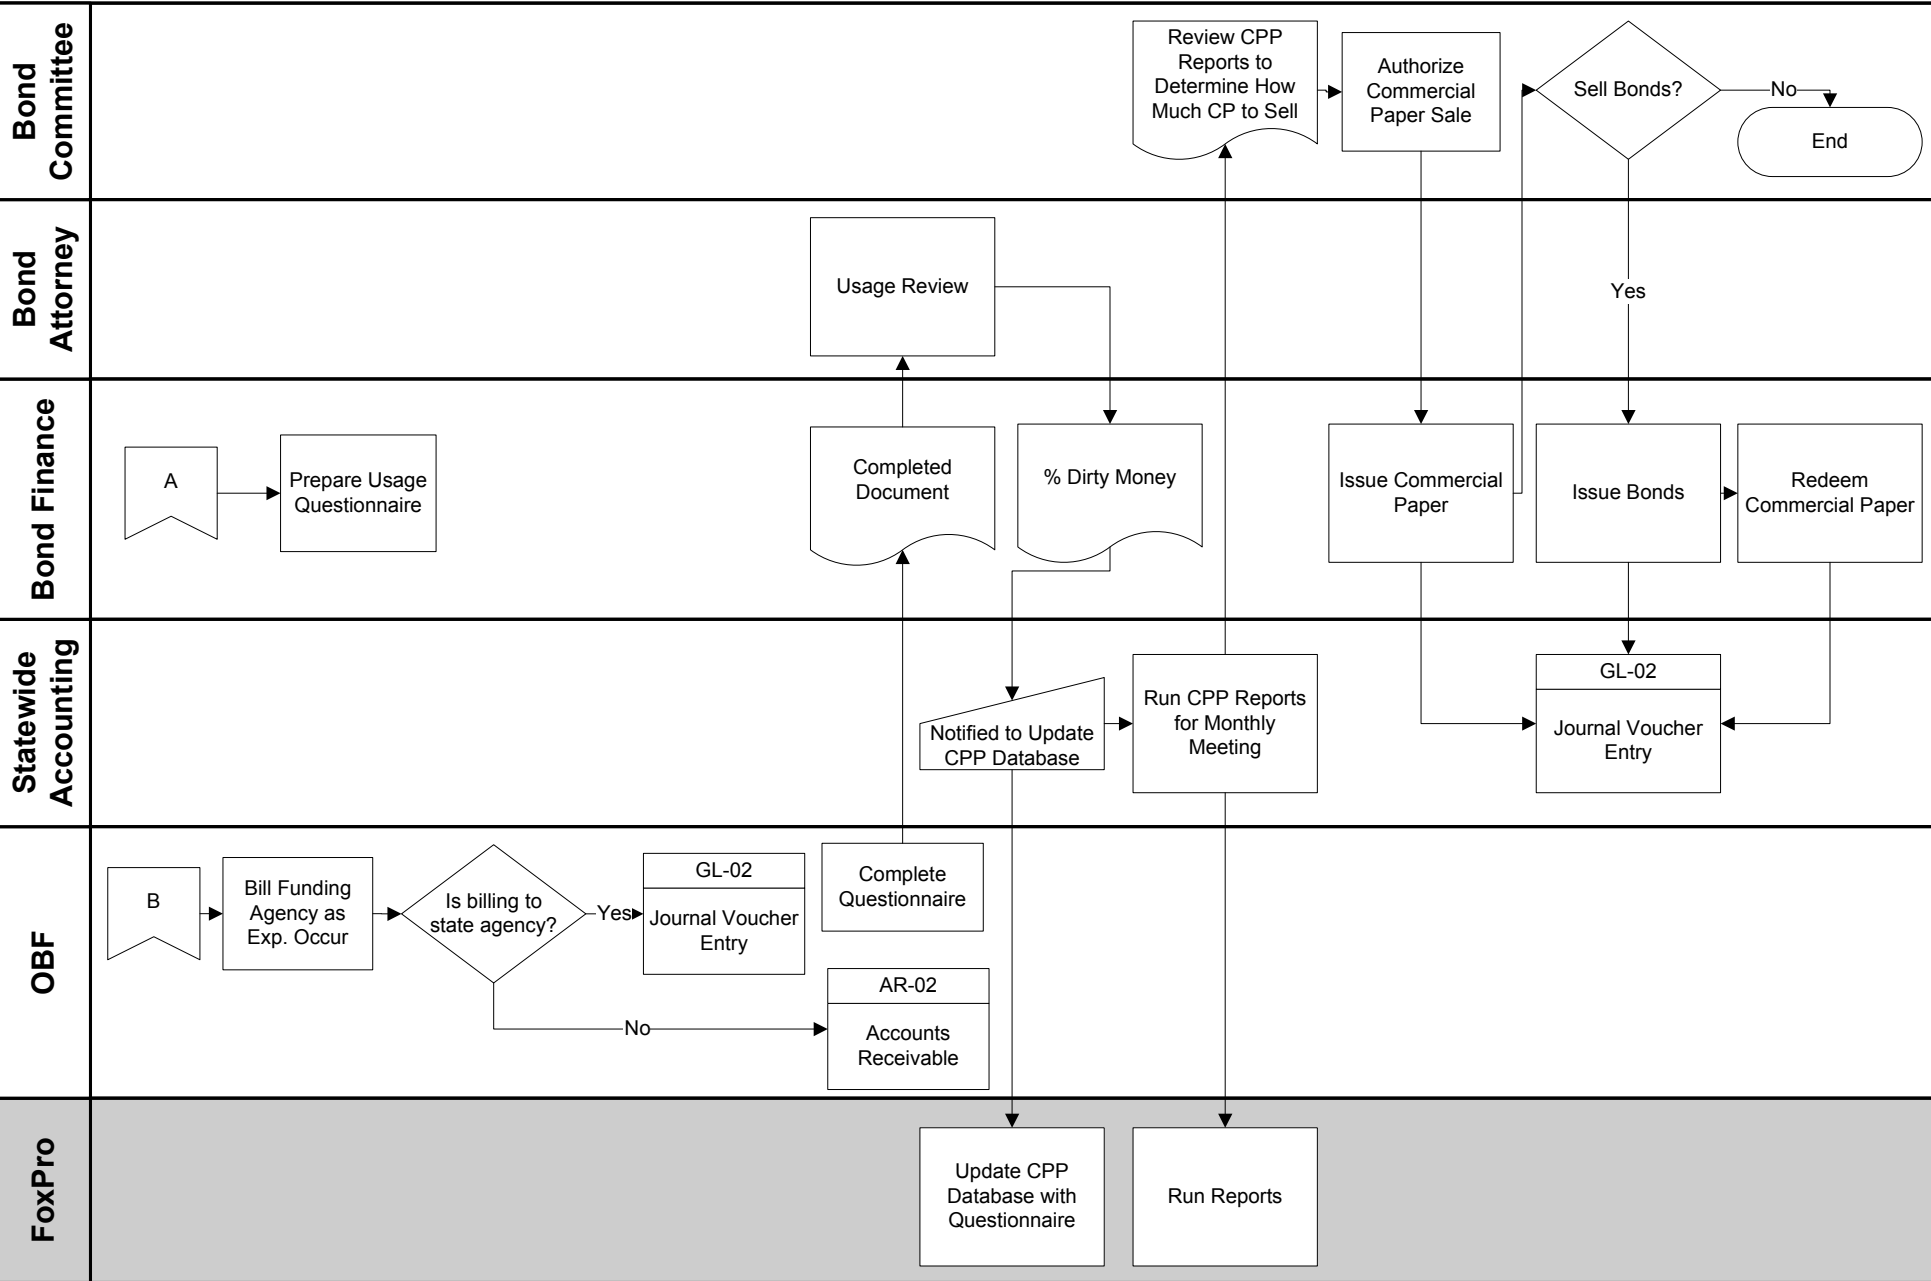 Bond
Committee
Review CPP
Reports to
Determine How
Much CP to Sell
Authorize
Commercial
Paper Sale
Sell Bonds?
No
End
Bond
Attorney
Usage Review
Yes
Bond Finance
A
Prepare Usage
Questionnaire
Completed
Document
% Dirty Money
Issue Commercial
Paper
Issue Bonds
Redeem
Commercial Paper
Statewide
Accounting
Notified to Update
CPP Database
Run CPP Reports
for Monthly
Meeting
GL-02
Journal Voucher
Entry
OBF
B
Bill Funding
Agency as
Exp. Occur
Is billing to
state agency?
Yes
GL-02
Journal Voucher
Entry
Complete
Questionnaire
No
AR-02
Accounts
Receivable
FoxPro
Update CPP
Database with
Questionnaire
Run Reports